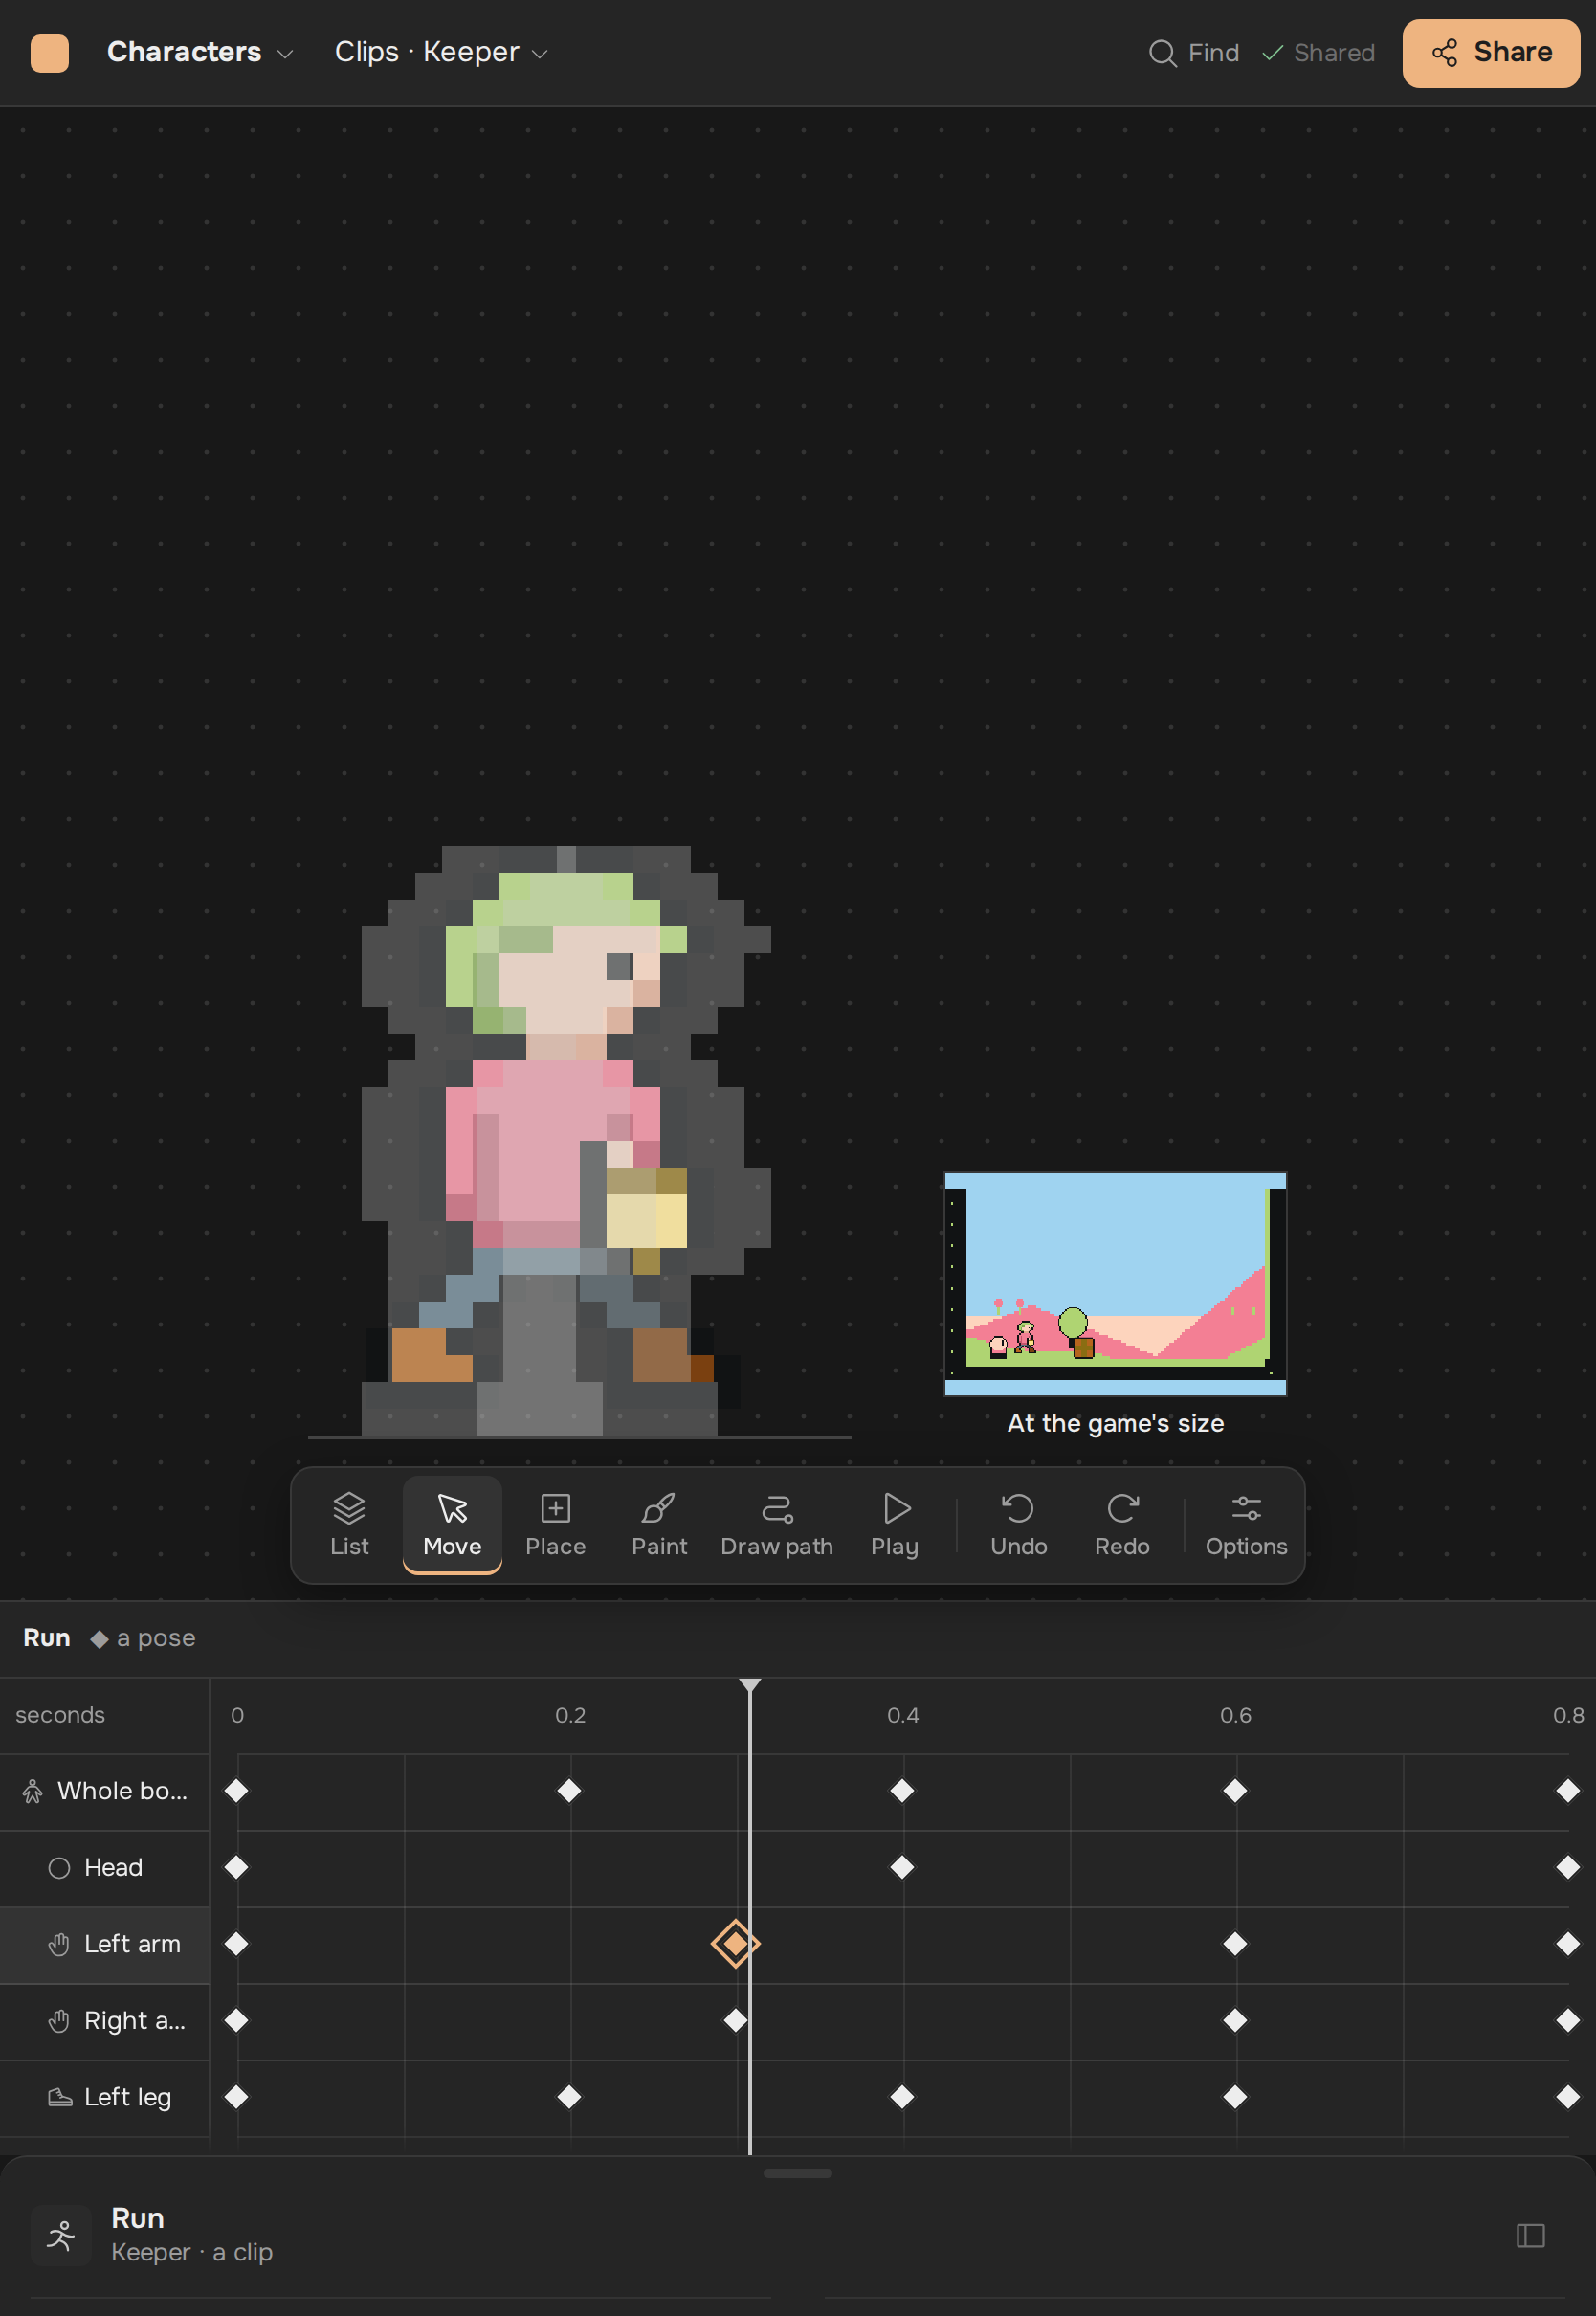 Characters
Clips · Keeper
Find
Shared
Share
At the game's size
List
Move
Place
Paint
Draw path
Play
Undo
Redo
Options
Run ◆ a pose
seconds 0 0.2 0.4 0.6 0.8
Whole bo...
Head
Left arm
Right a...
Left leg
Run
Keeper · a clip